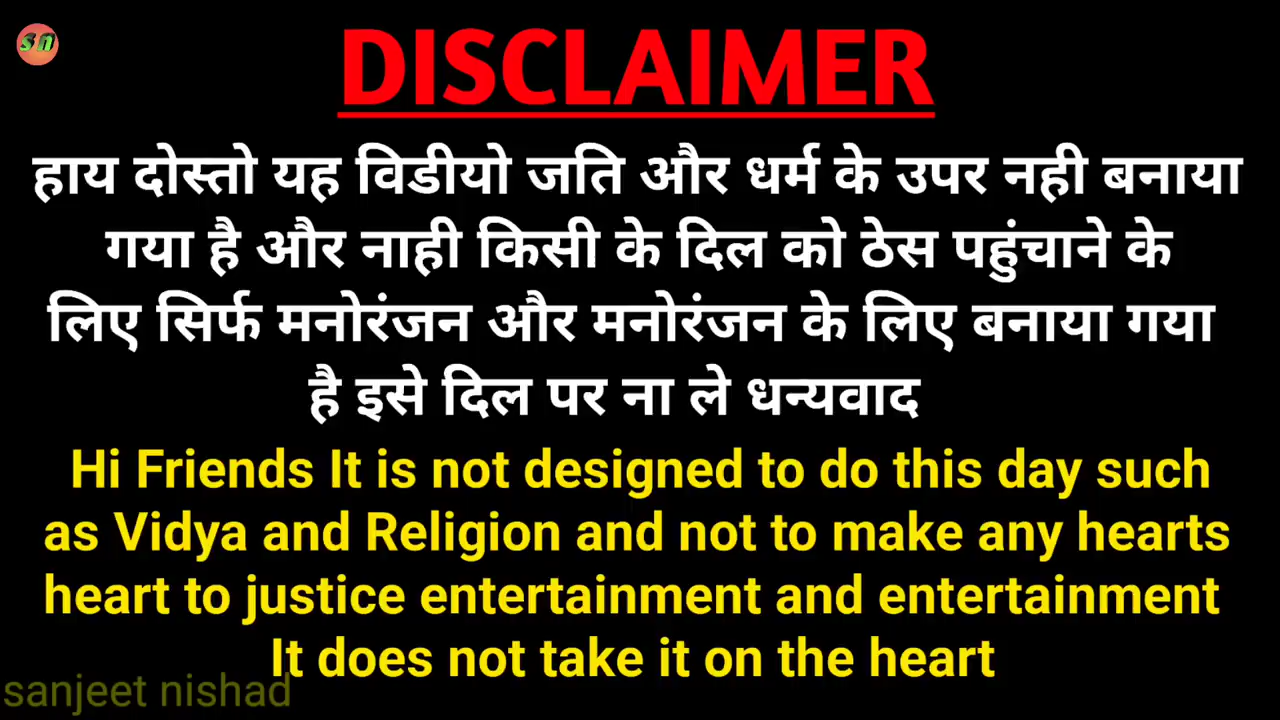 SN
DISCLAIMER
हाय दोस्तो यह विडीयो जति और धर्म के उपर नही बनाया
गया है और नाही किसी के दिल को ठेस पहुंचाने के
लिए सिर्फ मनोरंजन और मनोरंजन के लिए बनाया गया
है इसे दिल पर ना ले धन्यवाद
Hi Friends It is not designed to do this day such
as Vidya and Religion and not to make any hearts
heart to justice entertainment and entertainment
It does not take it on the heart
sanjeet nishad